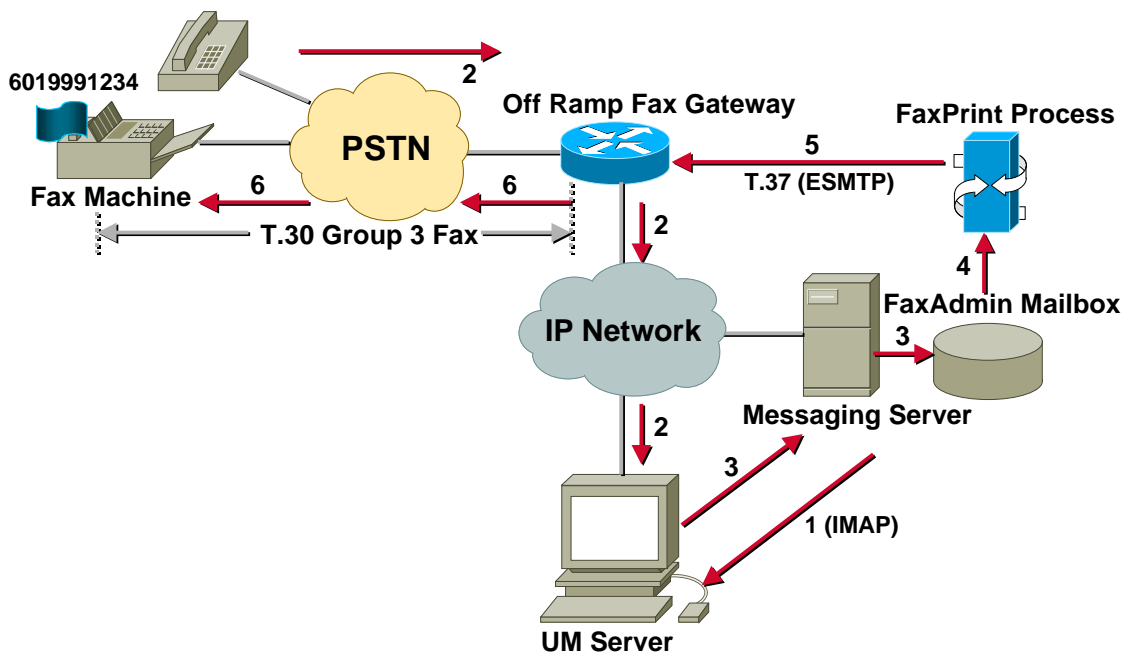 2
6019991234
Off Ramp Fax Gateway
FaxPrint Process
PSTN
5
T.37 (ESMTP)
Fax Machine
6
6
T.30 Group 3 Fax
2
4
FaxAdmin Mailbox
IP Network
3
Messaging Server
2
3
1 (IMAP)
UM Server